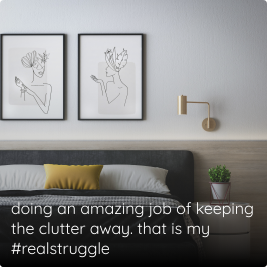 doing an amazing job of keeping
the clutter away. that is my
#realstruggle